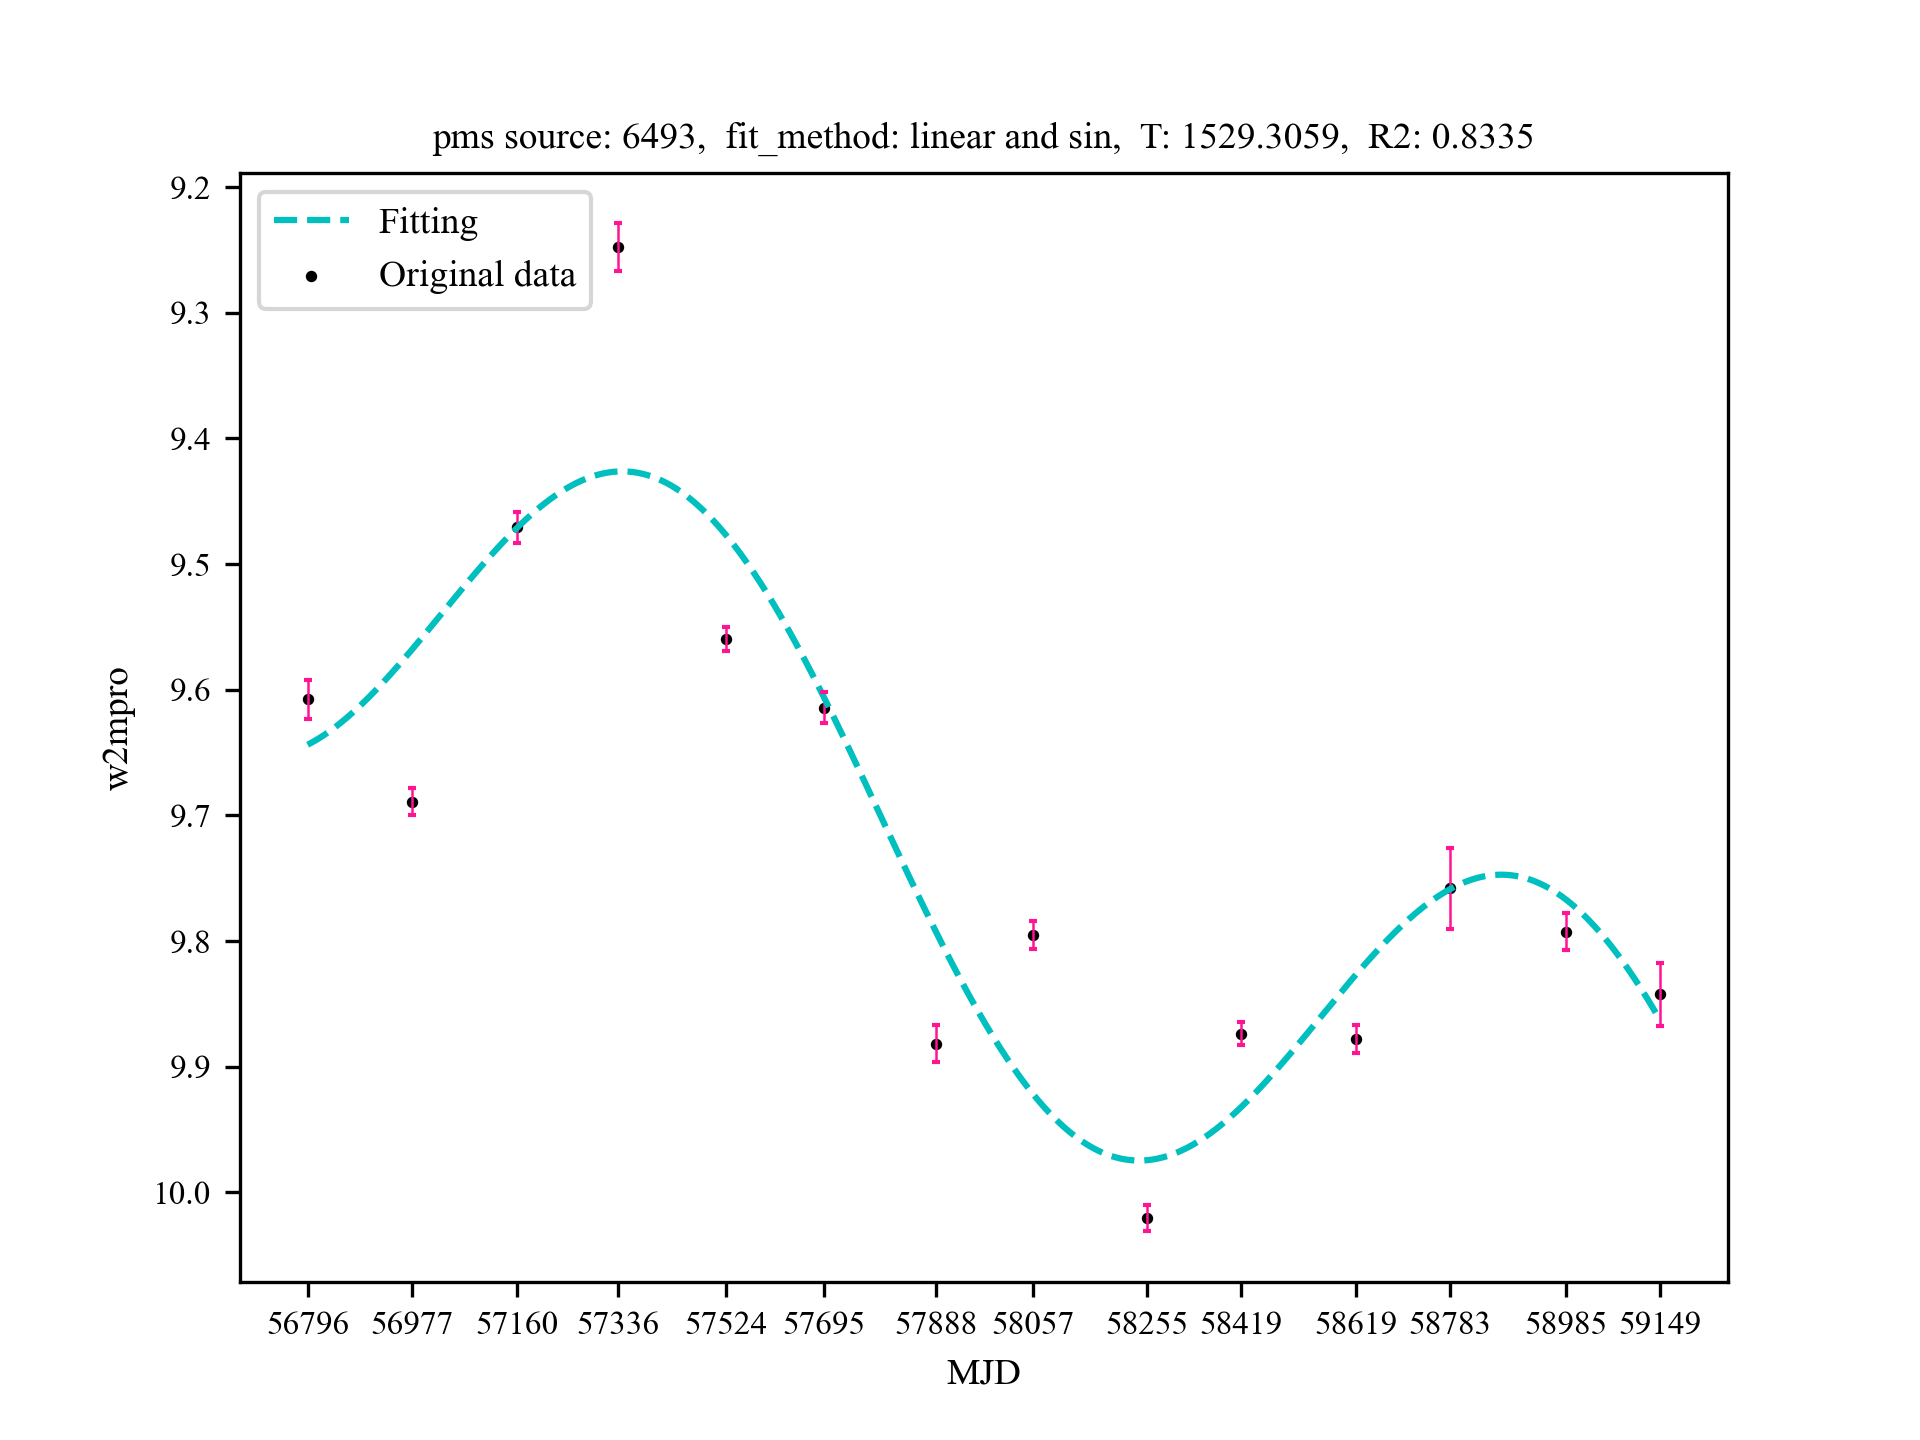 pms source: 6493, fit_method: linear and sin, T: 1529.3059, R2: 0.8335
Fitting
Original data
9.2
9.3
9.4
9.5
9.6
9.7
9.8
9.9
10.0
w2mpro
56796 56977 57160 57336 57524 57695 57888 58057 58255 58419 58619 58783 58985 59149
MJD